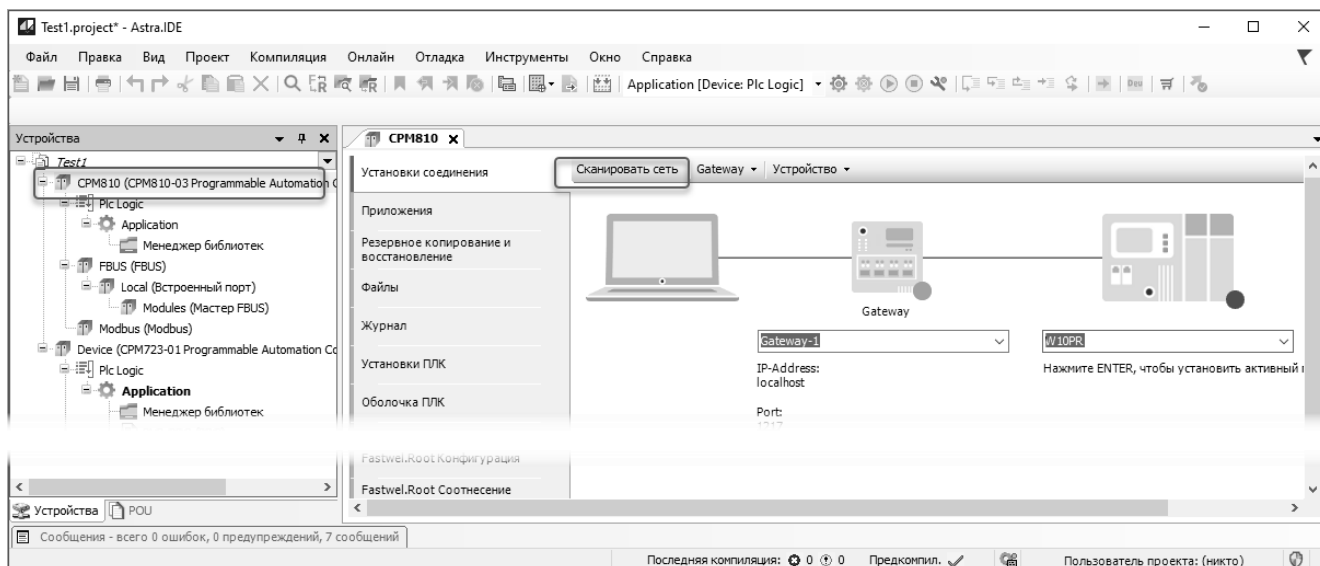 Test1.project* - Astra.IDE
Файл Правка Вид Проект Компиляция Онлайн Отладка Инструменты Окно Справка
Application [Device: Plc Logic]
Устройства
Test1
CPM810 (CPM810-03 Programmable Automation
Plc Logic
Application
Менеджер библиотек
FBUS (FBUS)
Local (Встроенный порт)
Modules (Мастер FBUS)
Modbus (Modbus)
Device (CPM723-01 Programmable Automation Co
Plc Logic
Application
Менеджер библиотек
Устройства POU
CPM810
Установки соединения
Приложения
Резервное копирование и
восстановление
Файлы
Журнал
Установки ПЛК
Оболочка ПЛК
Fastwel.Root Конфигурация
Fastwel.Root Соотнесение
Сканировать сеть Gateway Устройство
Gateway
Gateway-1
IP-Address:
localhost
Port:
1217
W10PR
Нажмите ENTER, чтобы установить активный
Сообщения - всего 0 ошибок, 0 предупреждений, 7 сообщений
Последняя компиляция: 0 0 Предкомпил. Пользователь проекта: (никто)